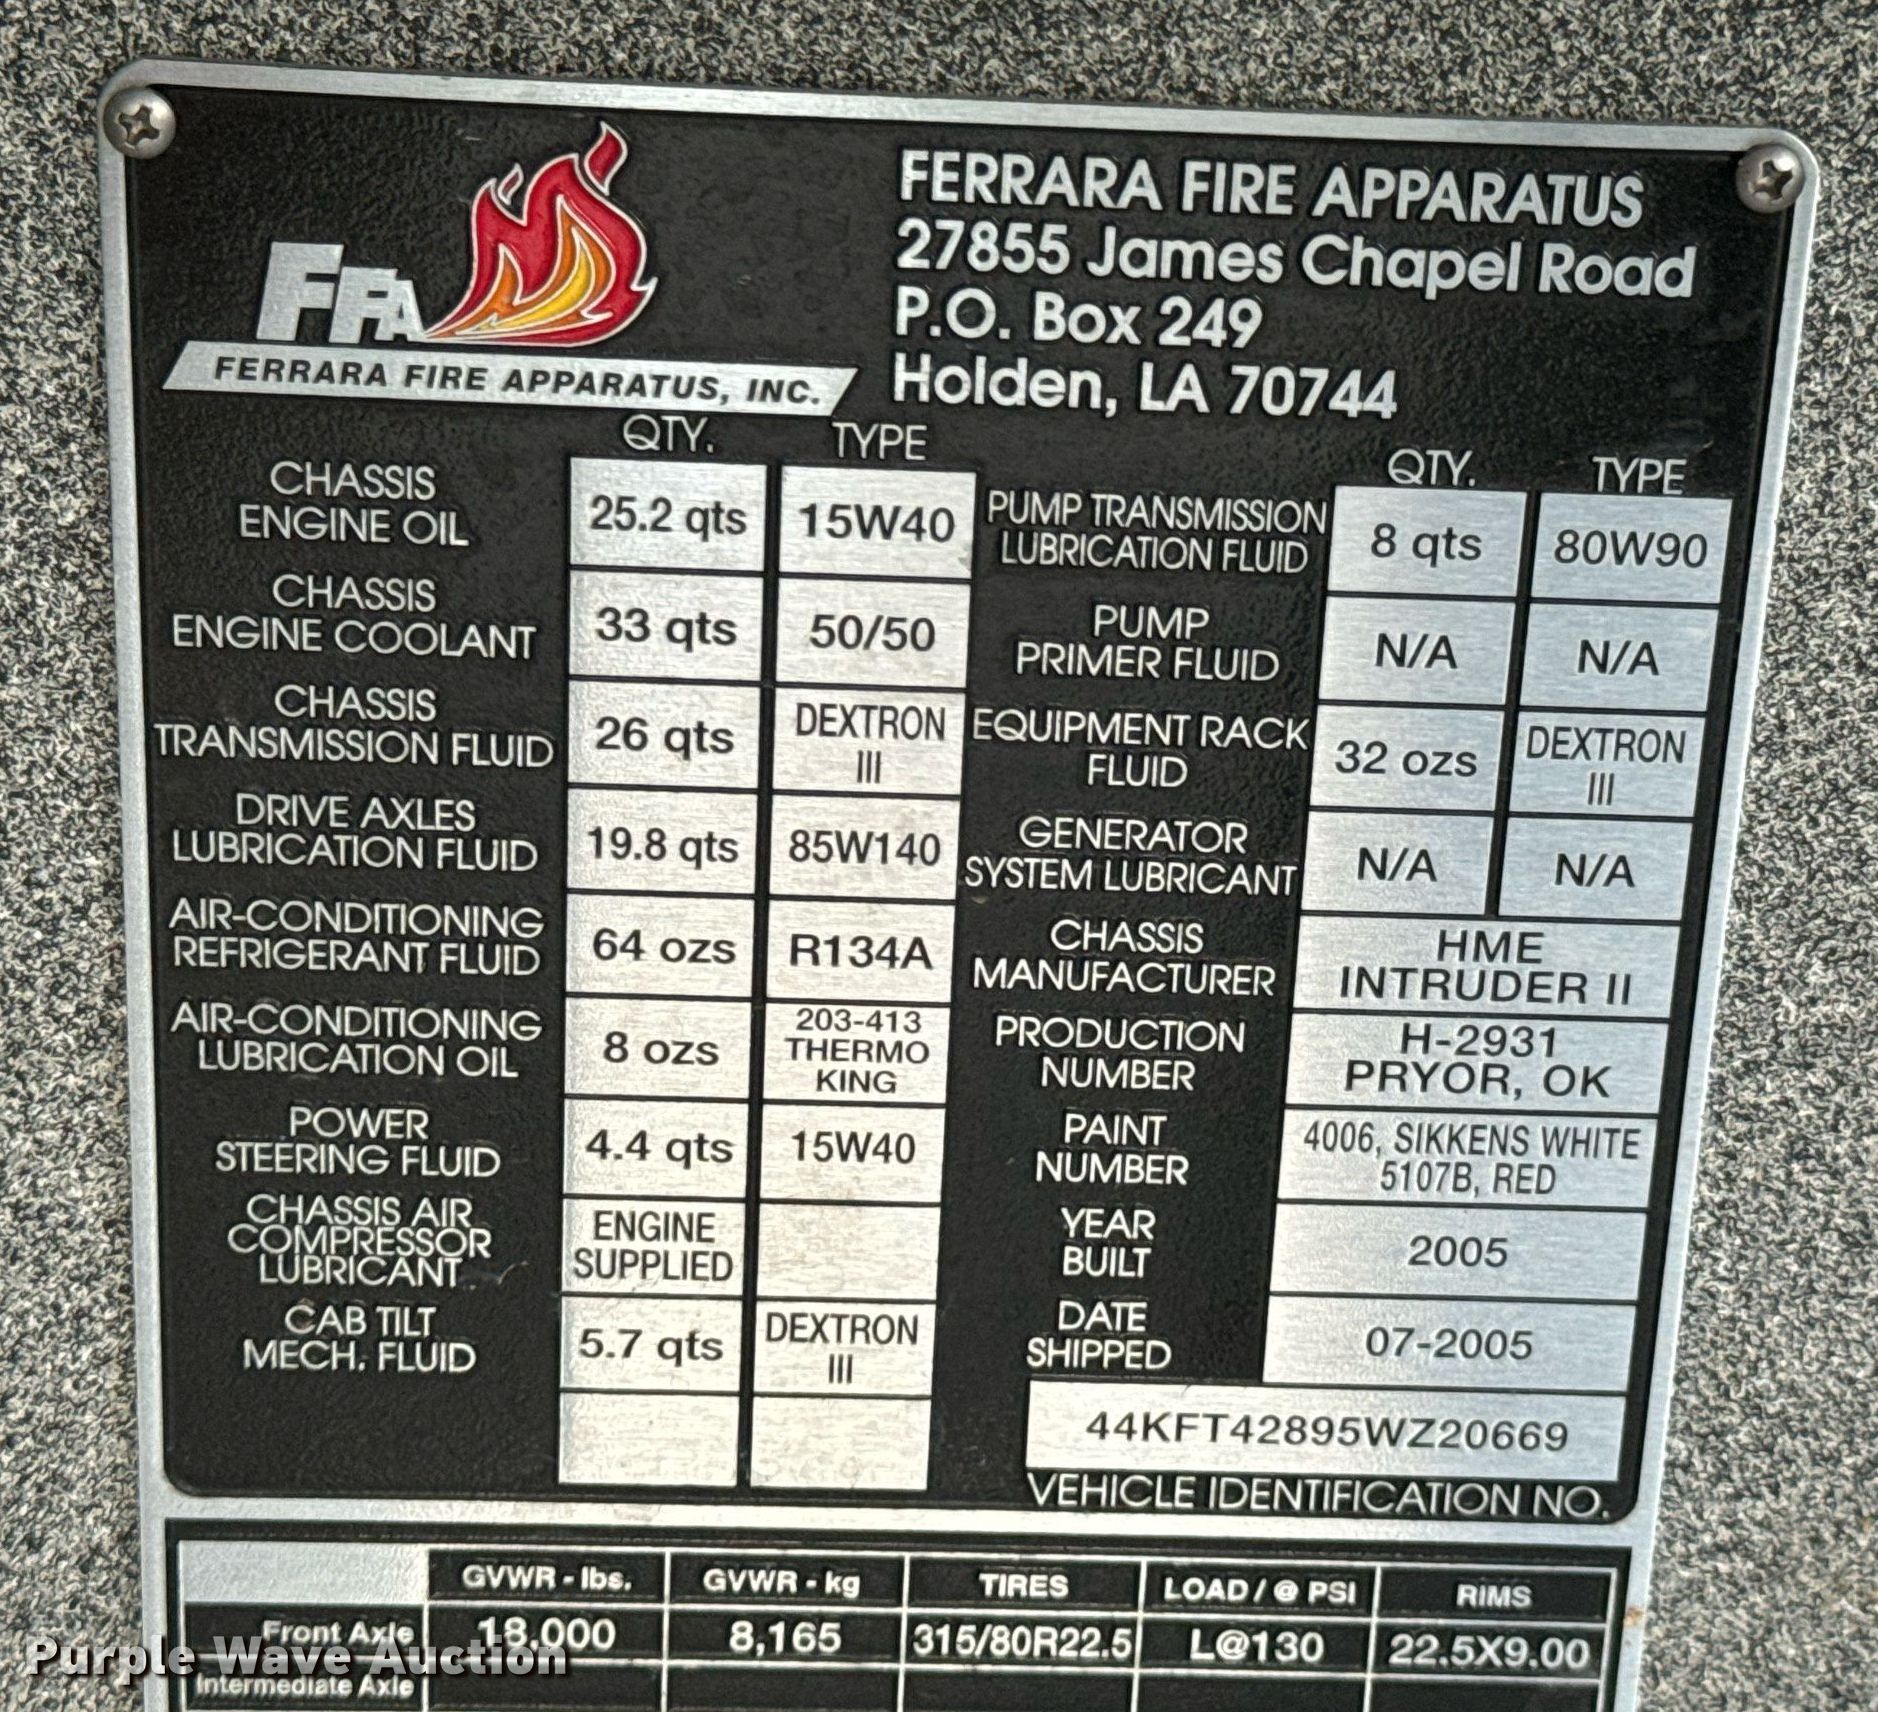 FFA
FERRARA FIRE APPARATUS, INC.
FERRARA FIRE APPARATUS
27855 James Chapel Road
P.O. Box 249
Holden, LA 70744
QTY. TYPE
CHASSIS
ENGINE OIL
25.2 qts 15W40
CHASSIS
ENGINE COOLANT
33 qts 50/50
CHASSIS
TRANSMISSION FLUID
26 qts
DEXTRON
III
DRIVE AXLES
LUBRICATION FLUID
19.8 qts 85W140
AIR-CONDITIONING
REFRIGERANT FLUID
64 ozs R134A
AIR-CONDITIONING
LUBRICATION OIL
8 ozs
203-413
THERMO
KING
POWER
STEERING FLUID
4.4 qts 15W40
CHASSIS AIR
COMPRESSOR
LUBRICANT
ENGINE
SUPPLIED
CAB TILT
MECH. FLUID
5.7 qts
DEXTRON
III
QTY. TYPE
PUMP TRANSMISSION
LUBRICATION FLUID
8 qts 80W90
PUMP
PRIMER FLUID
N/A N/A
EQUIPMENT RACK
FLUID
32 ozs
DEXTRON
III
GENERATOR
SYSTEM LUBRICANT
N/A N/A
CHASSIS
MANUFACTURER
HME
INTRUDER II
PRODUCTION
NUMBER
H-2931
PRYOR, OK
PAINT
NUMBER
4006, SIKKENS WHITE
5107B, RED
YEAR
BUILT
2005
DATE
SHIPPED
07-2005
44KFT42895WZ20669
VEHICLE IDENTIFICATION NO.
GVWR - lbs. GVWR - kg TIRES LOAD / @ PSI RIMS
Front Axle 18,000 8,165 315/80R22.5 L@130 22.5X9.00
Intermediate Axle
Purple Wave Auction